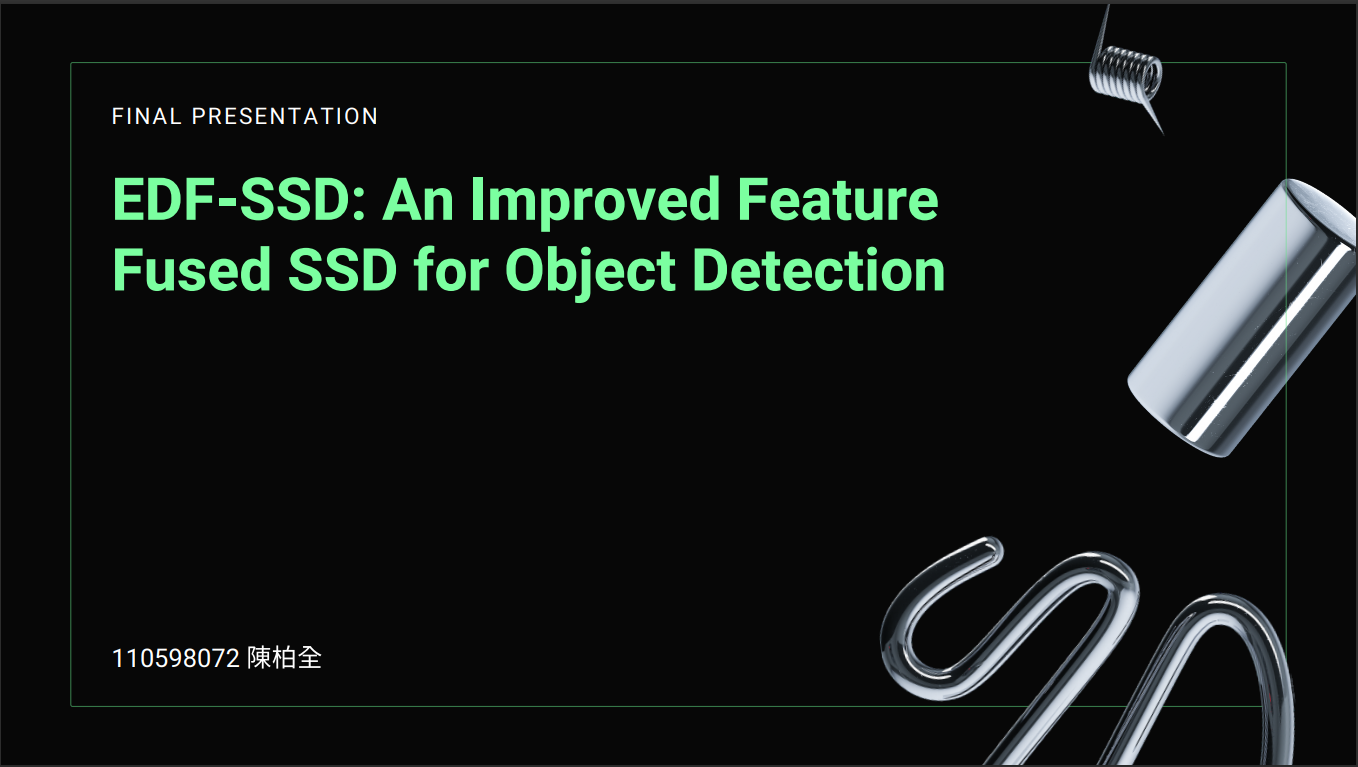 FINAL PRESENTATION
EDF-SSD: An Improved Feature
Fused SSD for Object Detection
110598072 陳柏全